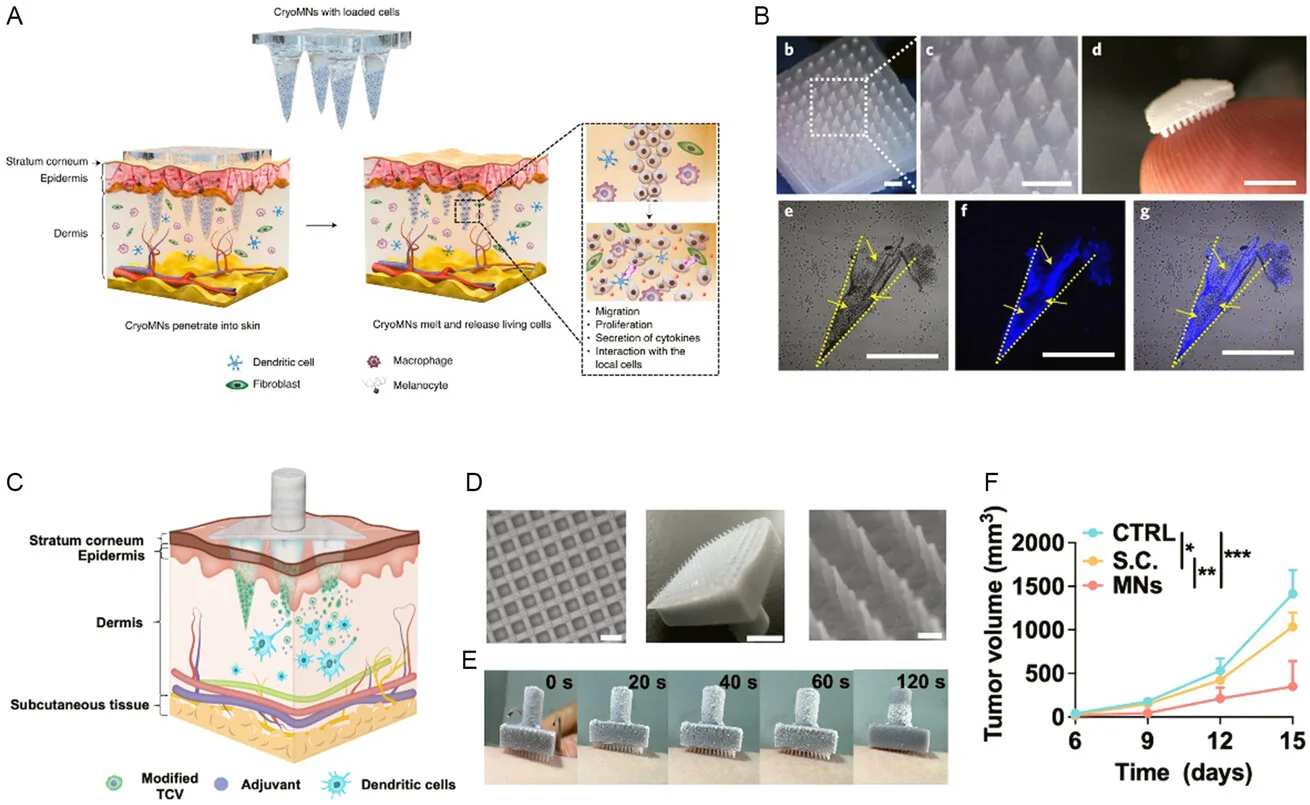 A
CryoMNs with loaded cells
Stratum corneum
Epidermis
Dermis
CryoMNs penetrate into skin
CryoMNs melt and release living cells
• Migration
• Proliferation
• Secretion of cytokines
• Interaction with the
local cells
Dendritic cell
Macrophage
Fibroblast
Melanocyte
B
b
c
d
e
f
g
C
Stratum corneum
Epidermis
Dermis
Subcutaneous tissue
Modified
TCV
Adjuvant
Dendritic cells
D
E
0 s
20 s
40 s
60 s
120 s
F
Tumor volume (mm³)
2000
1500
1000
500
0
CTRL
S.C.
MNs
*
**
***
6
9
12
15
Time (days)